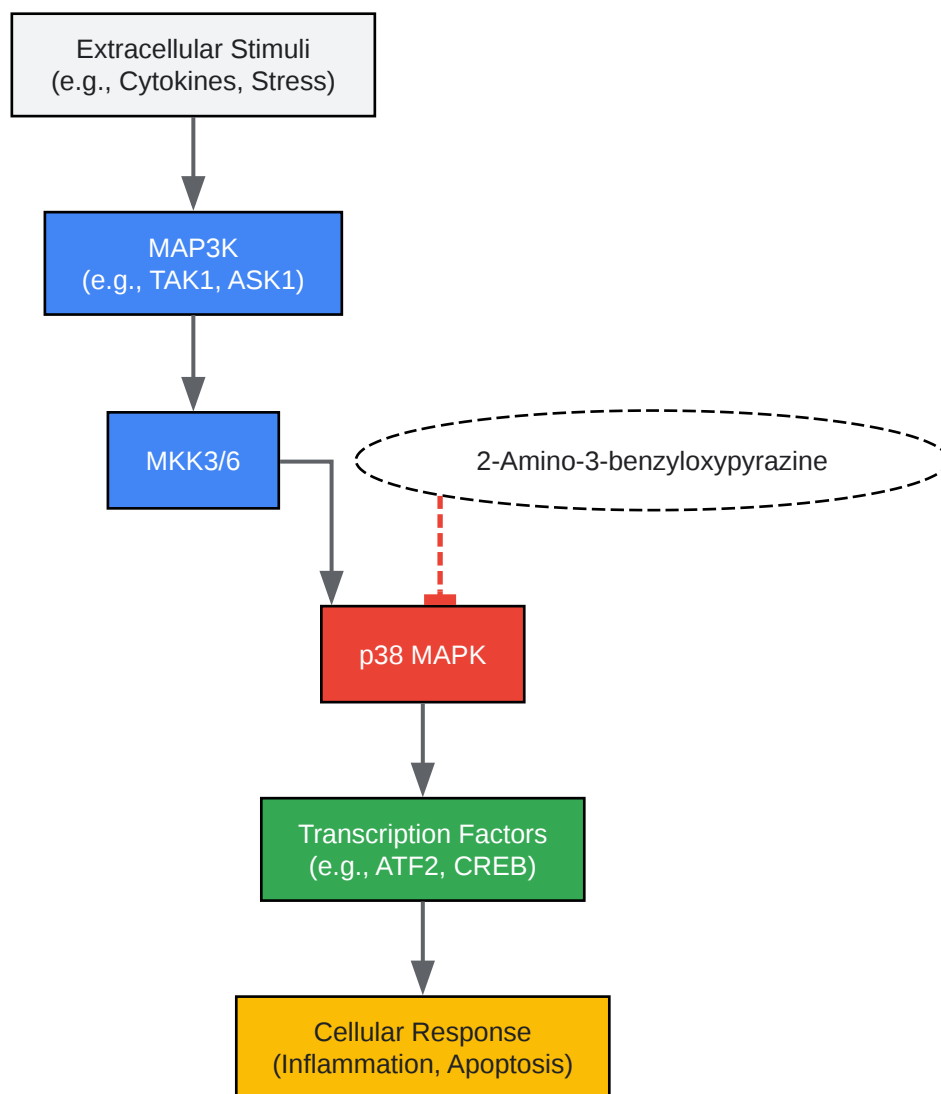 Extracellular Stimuli
(e.g., Cytokines, Stress)
MAP3K
(e.g., TAK1, ASK1)
MKK3/6
2-Amino-3-benzyloxypyrazine
p38 MAPK
Transcription Factors
(e.g., ATF2, CREB)
Cellular Response
(Inflammation, Apoptosis)